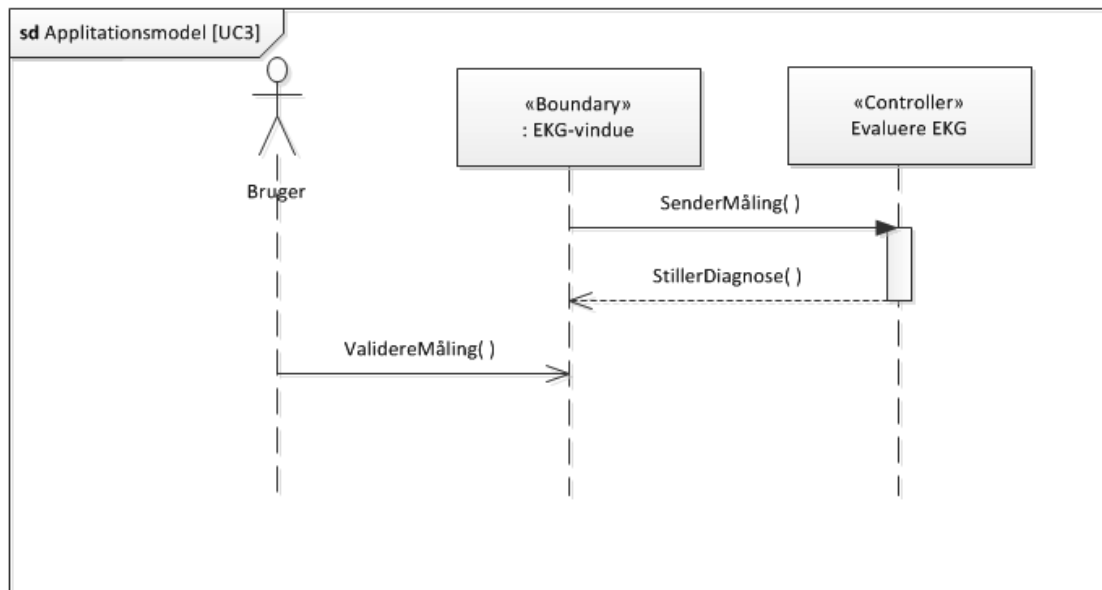 sd Applitationsmodel [UC3]
«Boundary»
: EKG-vindue
«Controller»
Evaluere EKG
Bruger
SenderMåling( )
StillerDiagnose( )
ValidereMåling( )